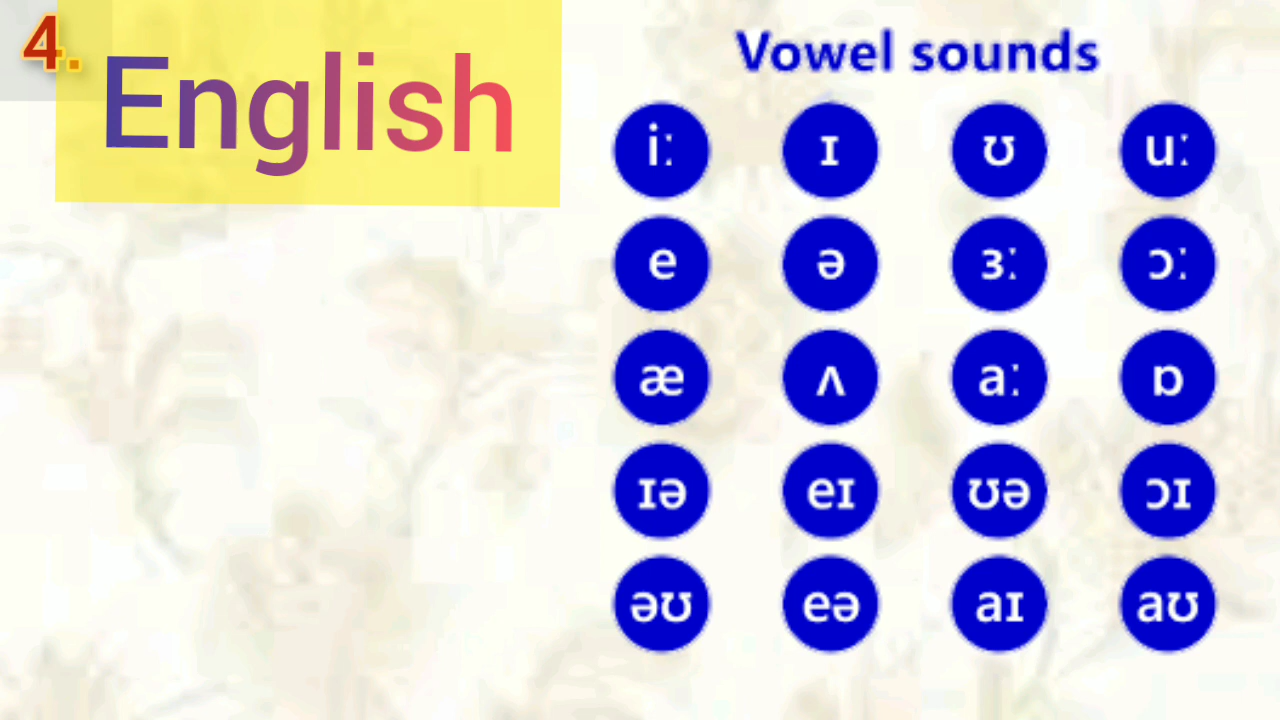 4.
English
Vowel sounds
iː ɪ ʊ uː
e ə ɜː ɔː
æ ʌ aː ɒ
ɪə eɪ ʊə ɔɪ
əʊ eə aɪ aʊ